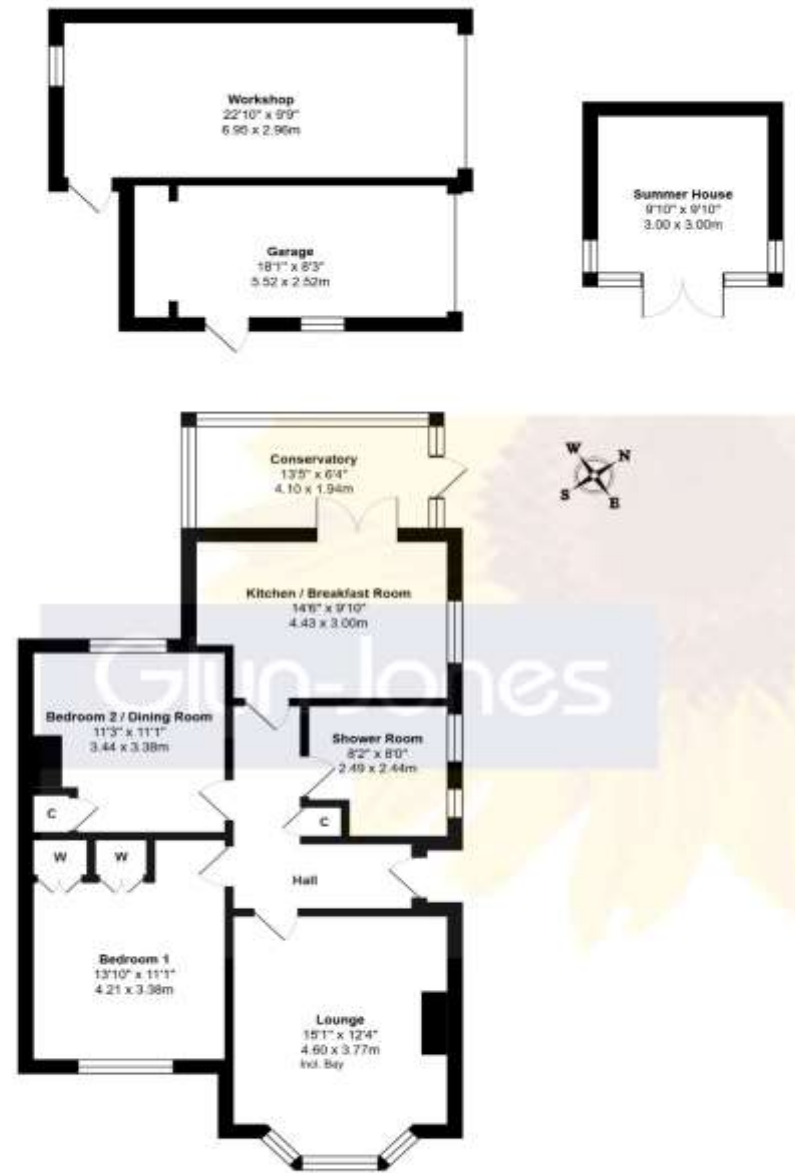 Workshop
22'10" x 9'9"
6.95 x 2.96m
Summer House
9'10" x 9'10"
3.00 x 3.00m
Garage
18'1" x 8'3"
5.52 x 2.52m
Conservatory
13'5" x 6'4"
4.10 x 1.94m
W
N
S
E
Kitchen / Breakfast Room
14'6" x 9'10"
4.43 x 3.00m
Glyn-Jones
Bedroom 2 / Dining Room
11'3" x 11'1"
3.44 x 3.38m
Shower Room
8'2" x 8'0"
2.49 x 2.44m
C
C
W
W
Hall
Bedroom 1
13'10" x 11'1"
4.21 x 3.38m
Lounge
15'1" x 12'4"
4.60 x 3.77m
Incl. Bay